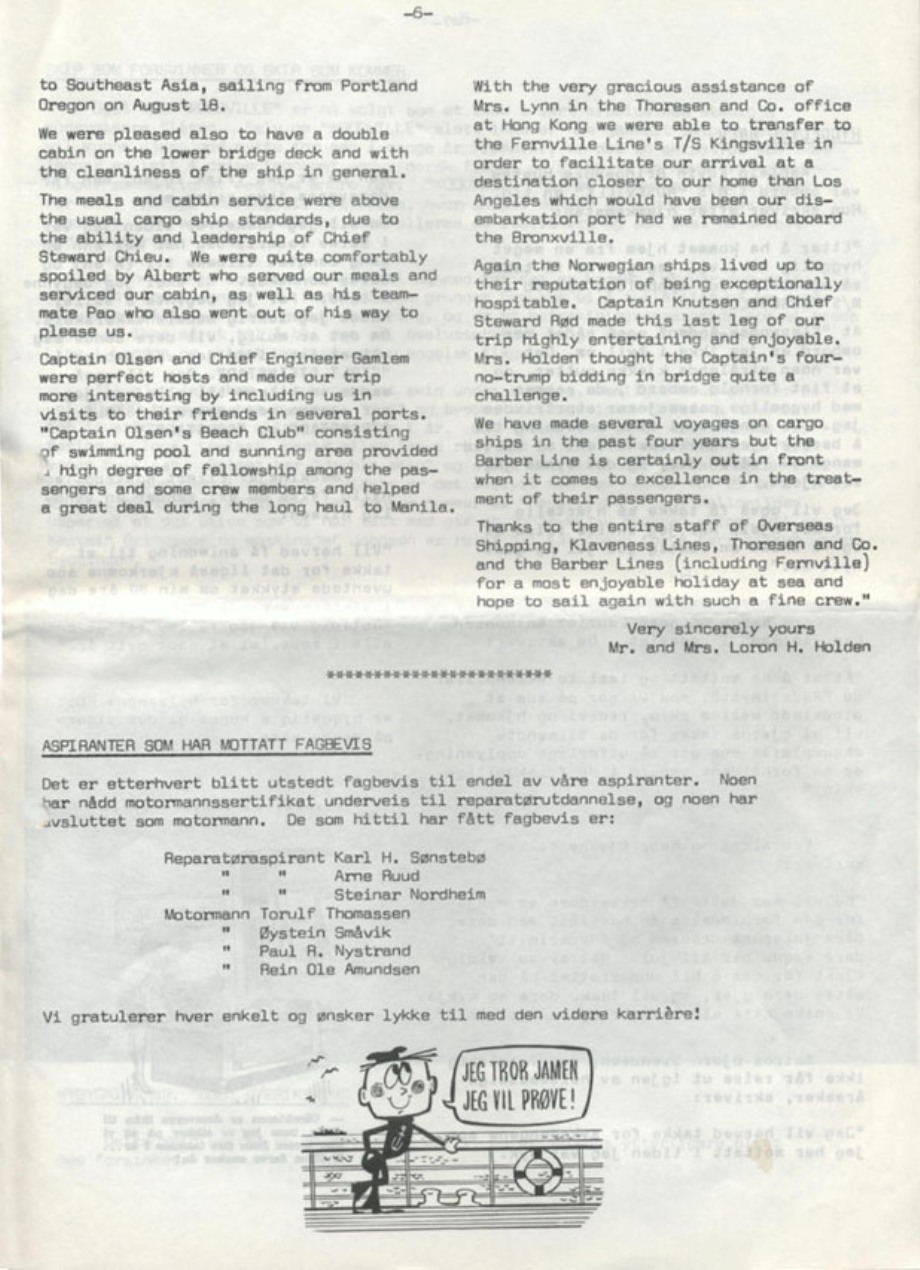 -6-
to Southeast Asia, sailing from Portland
Oregon on August 18.
We were pleased also to have a double
cabin on the lower bridge deck and with
the cleanliness of the ship in general.
The meals and cabin service were above
the usual cargo ship standards, due to
the ability and leadership of Chief
Steward Chieu. We were quite comfortably
spoiled by Albert who served our meals and
serviced our cabin, as well as his team-
mate Pao who also went out of his way to
please us.
Captain Olsen and Chief Engineer Gamlem
were perfect hosts and made our trip
more interesting by including us in
visits to their friends in several ports.
"Captain Olsen's Beach Club" consisting
of swimming pool and sunning area provided
high degree of fellowship among the pas-
sengers and some crew members and helped
a great deal during the long haul to Manila.
With the very gracious assistance of
Mrs. Lynn in the Thoresen and Co. office
at Hong Kong we were able to transfer to
the Fernville Line's T/S Kingsville in
order to facilitate our arrival at a
destination closer to our home than Los
Angeles which would have been our dis-
embarkation port had we remained aboard
the Bronxville.
Again the Norwegian ships lived up to
their reputation of being exceptionally
hospitable. Captain Knutsen and Chief
Steward Rød made this last leg of our
trip highly entertaining and enjoyable.
Mrs. Holden thought the Captain's four-
no-trump bidding in bridge quite a
challenge.
We have made several voyages on cargo
ships in the past four years but the
Barber Line is certainly out in front
when it comes to excellence in the treat-
ment of their passengers.
Thanks to the entire staff of Overseas
Shipping, Klaveness Lines, Thoresen and Co.
and the Barber Lines (including Fernville)
for a most enjoyable holiday at sea and
hope to sail again with such a fine crew."
Very sincerely yours
Mr. and Mrs. Loron H. Holden
************************
ASPIRANTER SOM HAR MOTTATT FAGBEVIS
Det er etterhvert blitt utstedt fagbevis til endel av våre aspiranter. Noen
har nådd motormannssertifikat underveis til reparatørutdannelse, og noen har
avsluttet som motormann. De som hittil har fått fagbevis er:
Reparatøraspirant Karl H. Sønstebø
" " Arne Ruud
" " Steinar Nordheim
Motormann Torulf Thomassen
" Øystein Småvik
" Paul R. Nystrand
" Rein Ole Amundsen
Vi gratulerer hver enkelt og ønsker lykke til med den videre karrière!
JEG TROR JAMEN
JEG VIL PRØVE!